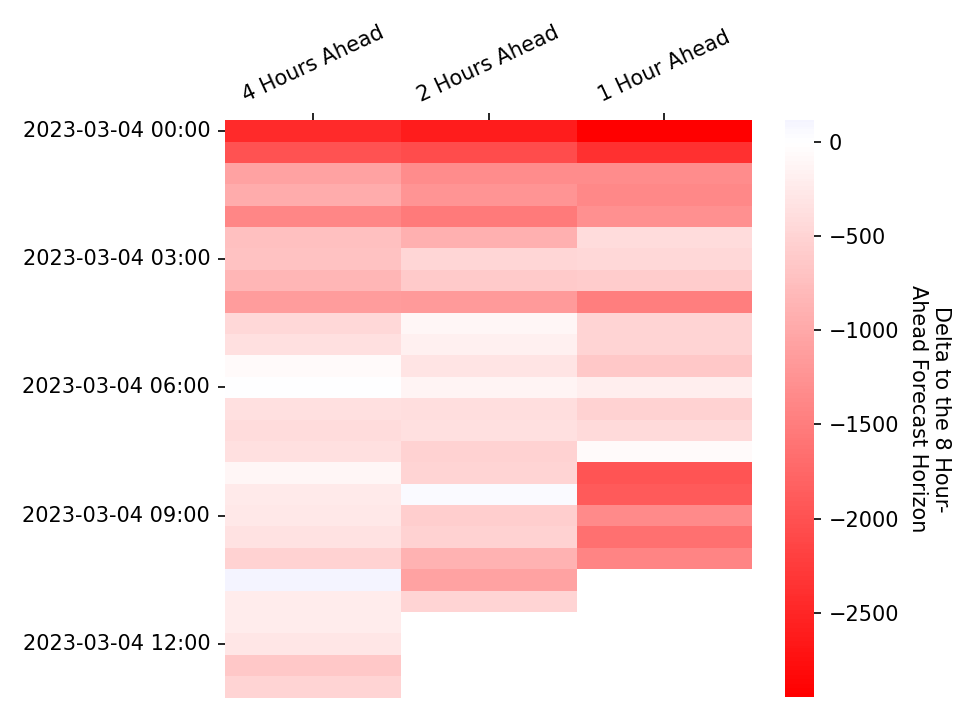 4 Hours Ahead
2 Hours Ahead
1 Hour Ahead
2023-03-04 00:00
2023-03-04 03:00
2023-03-04 06:00
2023-03-04 09:00
2023-03-04 12:00
0
−500
−1000
−1500
−2000
−2500
Delta to the 8 Hour-
Ahead Forecast Horizon